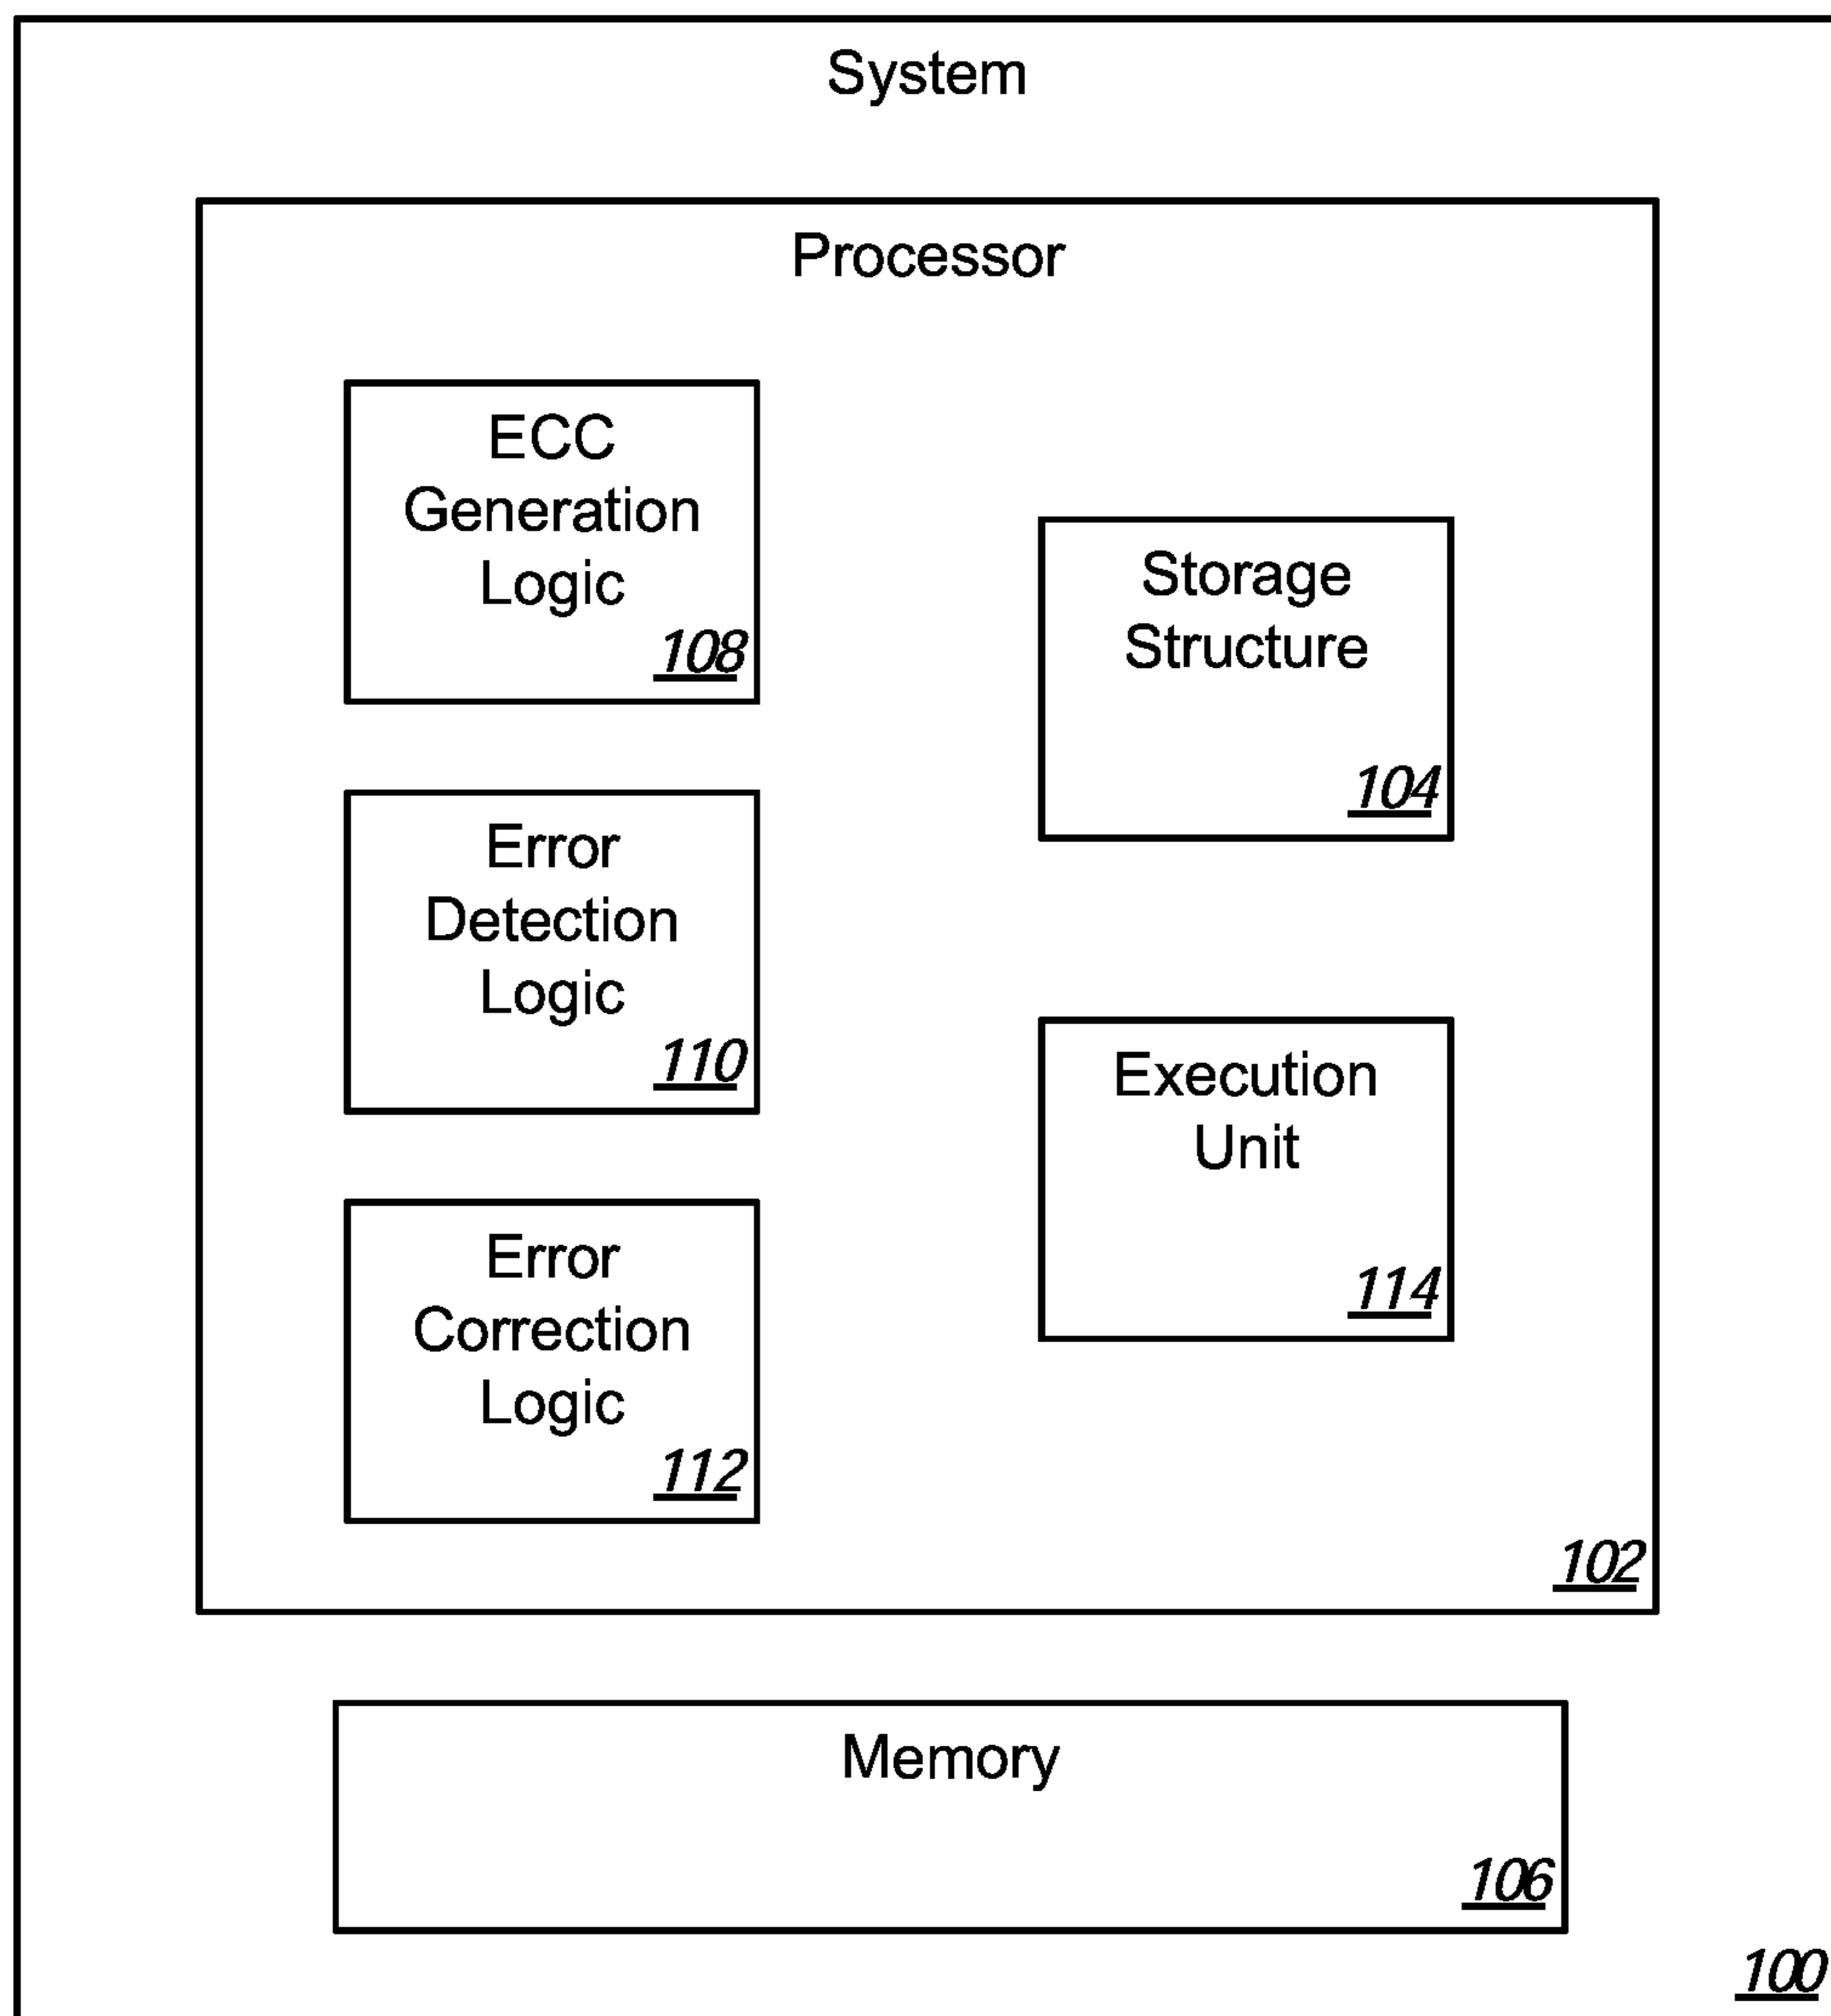 System
Processor
ECC
Generation
Logic
108
Storage
Structure
104
Error
Detection
Logic
110
Execution
Unit
114
Error
Correction
Logic
112
102
Memory
106
100